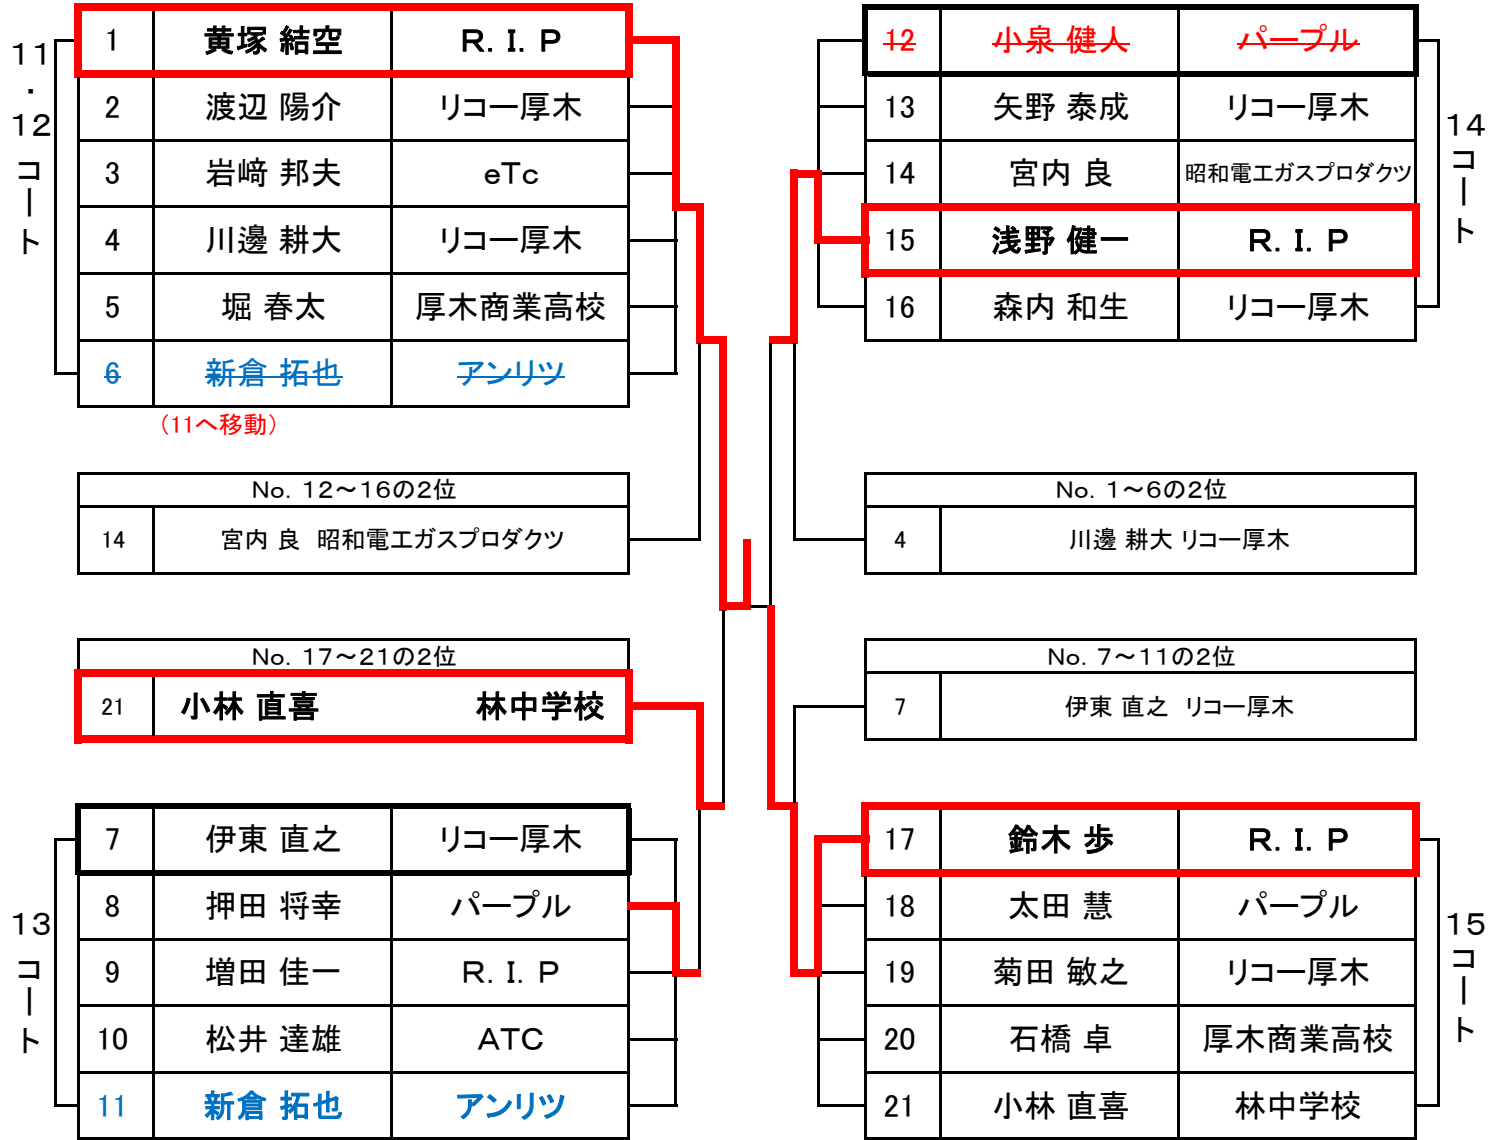 11・12コート
1 黄塚 結空 R. I. P
2 渡辺 陽介 リコー厚木
3 岩﨑 邦夫 eTc
4 川邊 耕大 リコー厚木
5 堀 春太 厚木商業高校
6 新倉 拓也 アンリツ
(11へ移動)
12 小泉 健人 パープル
13 矢野 泰成 リコー厚木
14 宮内 良 昭和電工ガスプロダクツ
15 浅野 健一 R. I. P
16 森内 和生 リコー厚木
14コート
No. 12～16の2位
14 宮内 良 昭和電工ガスプロダクツ
No. 1～6の2位
4 川邊 耕大 リコー厚木
No. 17～21の2位
21 小林 直喜 林中学校
No. 7～11の2位
7 伊東 直之 リコー厚木
13コート
7 伊東 直之 リコー厚木
8 押田 将幸 パープル
9 増田 佳一 R. I. P
10 松井 達雄 ATC
11 新倉 拓也 アンリツ
17 鈴木 歩 R. I. P
18 太田 慧 パープル
19 菊田 敏之 リコー厚木
20 石橋 卓 厚木商業高校
21 小林 直喜 林中学校
15コート